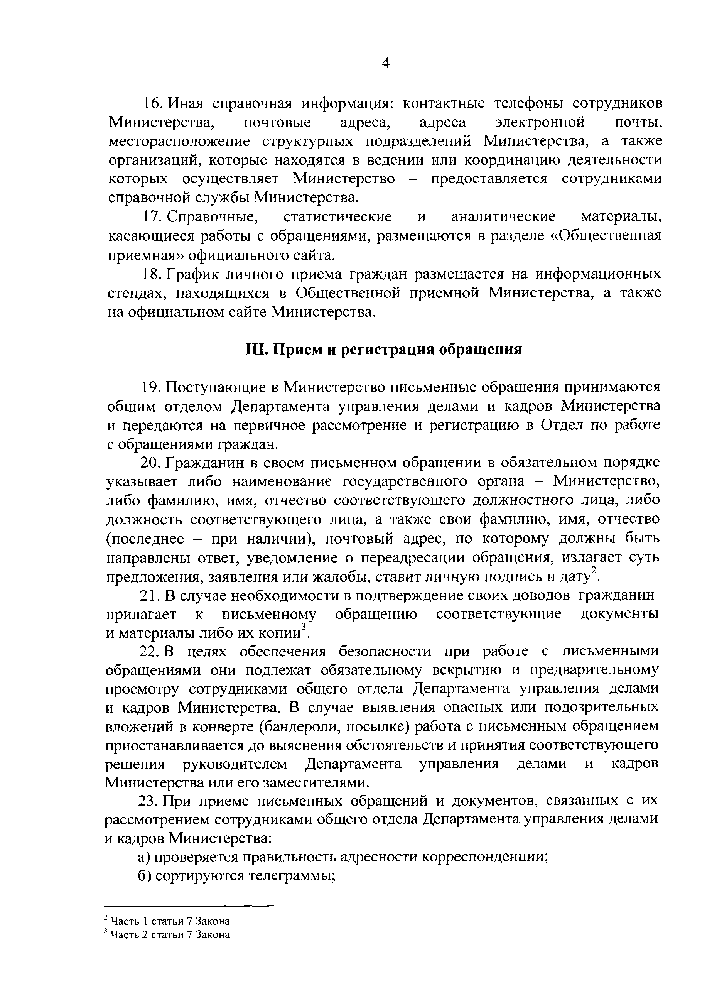 4
16. Иная справочная информация: контактные телефоны сотрудников
Министерства, почтовые адреса, адреса электронной почты,
месторасположение структурных подразделений Министерства, а также
организаций, которые находятся в ведении или координацию деятельности
которых осуществляет Министерство – предоставляется сотрудниками
справочной службы Министерства.
17. Справочные, статистические и аналитические материалы,
касающиеся работы с обращениями, размещаются в разделе «Общественная
приемная» официального сайта.
18. График личного приема граждан размещается на информационных
стендах, находящихся в Общественной приемной Министерства, а также
на официальном сайте Министерства.
III. Прием и регистрация обращения
19. Поступающие в Министерство письменные обращения принимаются
общим отделом Департамента управления делами и кадров Министерства
и передаются на первичное рассмотрение и регистрацию в Отдел по работе
с обращениями граждан.
20. Гражданин в своем письменном обращении в обязательном порядке
указывает либо наименование государственного органа – Министерство,
либо фамилию, имя, отчество соответствующего должностного лица, либо
должность соответствующего лица, а также свои фамилию, имя, отчество
(последнее – при наличии), почтовый адрес, по которому должны быть
направлены ответ, уведомление о переадресации обращения, излагает суть
предложения, заявления или жалобы, ставит личную подпись и дату².
21. В случае необходимости в подтверждение своих доводов гражданин
прилагает к письменному обращению соответствующие документы
и материалы либо их копии³.
22. В целях обеспечения безопасности при работе с письменными
обращениями они подлежат обязательному вскрытию и предварительному
просмотру сотрудниками общего отдела Департамента управления делами
и кадров Министерства. В случае выявления опасных или подозрительных
вложений в конверте (бандероли, посылке) работа с письменным обращением
приостанавливается до выяснения обстоятельств и принятия соответствующего
решения руководителем Департамента управления делами и кадров
Министерства или его заместителями.
23. При приеме письменных обращений и документов, связанных с их
рассмотрением сотрудниками общего отдела Департамента управления делами
и кадров Министерства:
а) проверяется правильность адресности корреспонденции;
б) сортируются телеграммы;
² Часть 1 статьи 7 Закона
³ Часть 2 статьи 7 Закона